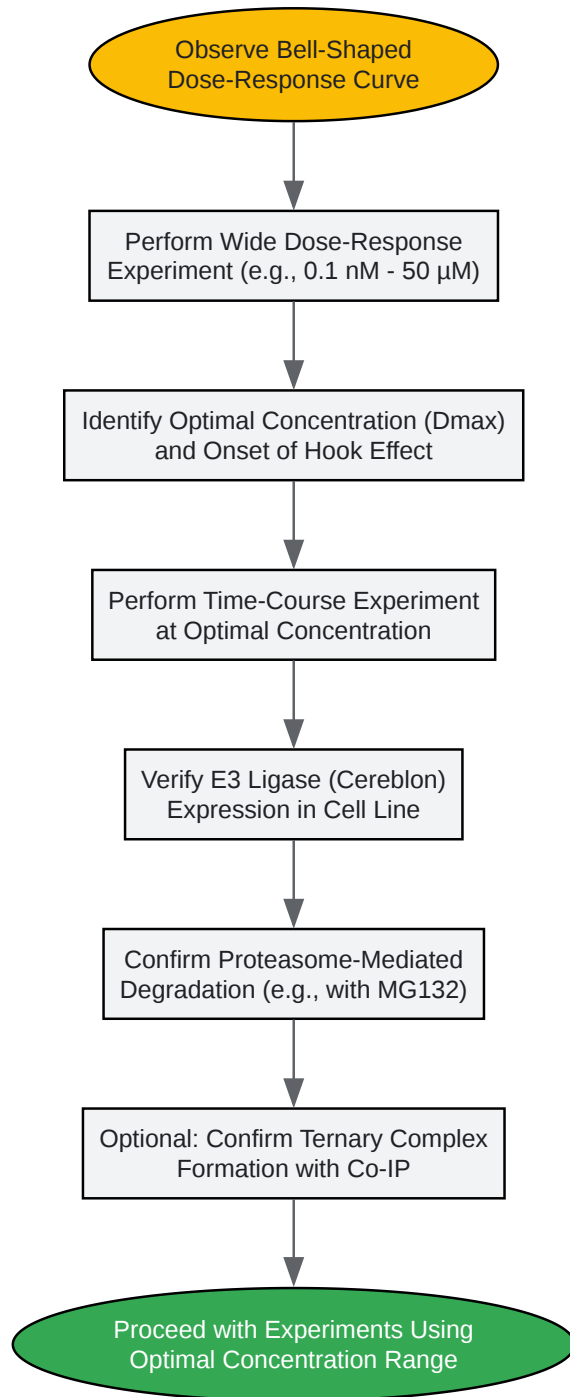 Observe Bell-Shaped
Dose-Response Curve
Perform Wide Dose-Response
Experiment (e.g., 0.1 nM - 50 µM)
Identify Optimal Concentration (Dmax)
and Onset of Hook Effect
Perform Time-Course Experiment
at Optimal Concentration
Verify E3 Ligase (Cereblon)
Expression in Cell Line
Confirm Proteasome-Mediated
Degradation (e.g., with MG132)
Optional: Confirm Ternary Complex
Formation with Co-IP
Proceed with Experiments Using
Optimal Concentration Range